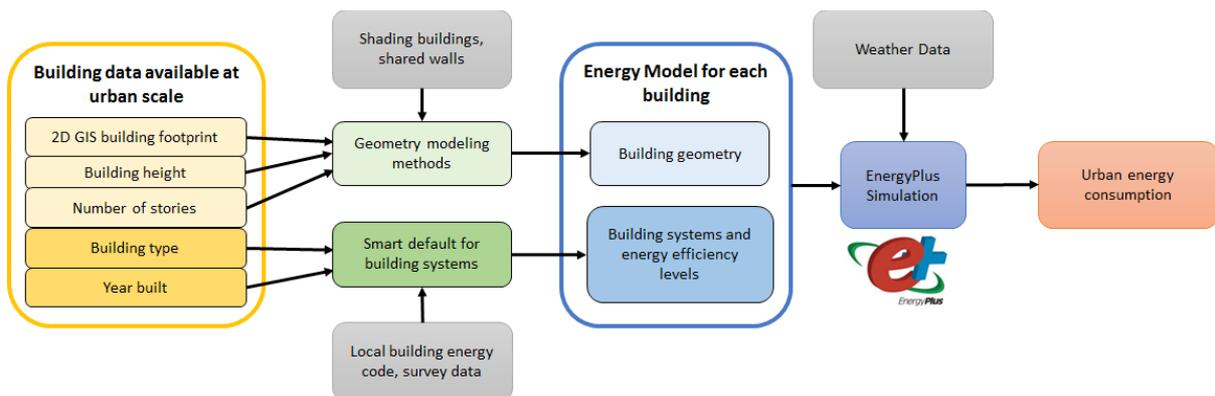 Building data available at
urban scale
2D GIS building footprint
Building height
Number of stories
Building type
Year built
Shading buildings,
shared walls
Geometry modeling
methods
Smart default for
building systems
Local building energy
code, survey data
Energy Model for each
building
Building geometry
Building systems and
energy efficiency
levels
Weather Data
EnergyPlus
Simulation
e+
EnergyPlus
Urban energy
consumption